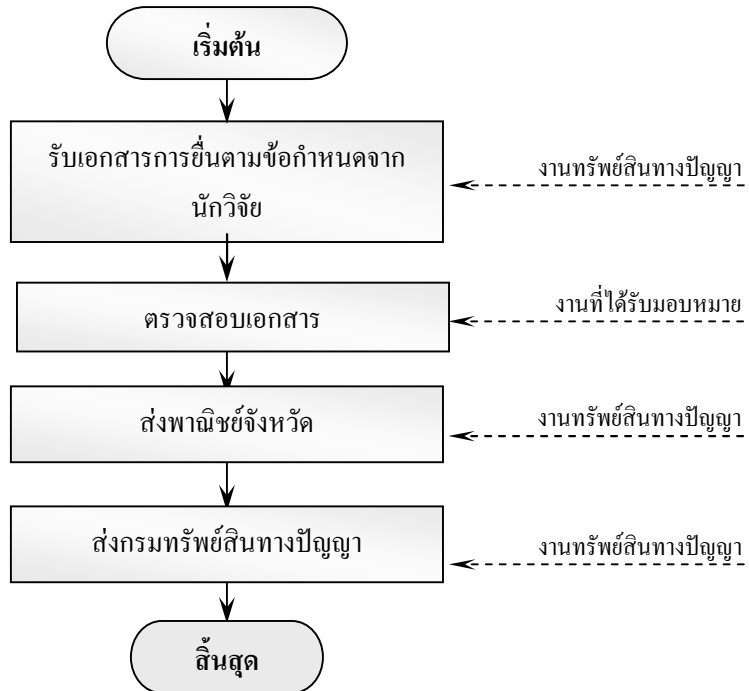 เริ่มต้น
รับเอกสารการยื่นตามข้อกำหนดจาก
นักวิจัย
งานทรัพย์สินทางปัญญา
ตรวจสอบเอกสาร
งานที่ได้รับมอบหมาย
ส่งพาณิชย์จังหวัด
งานทรัพย์สินทางปัญญา
ส่งกรมทรัพย์สินทางปัญญา
งานทรัพย์สินทางปัญญา
สิ้นสุด